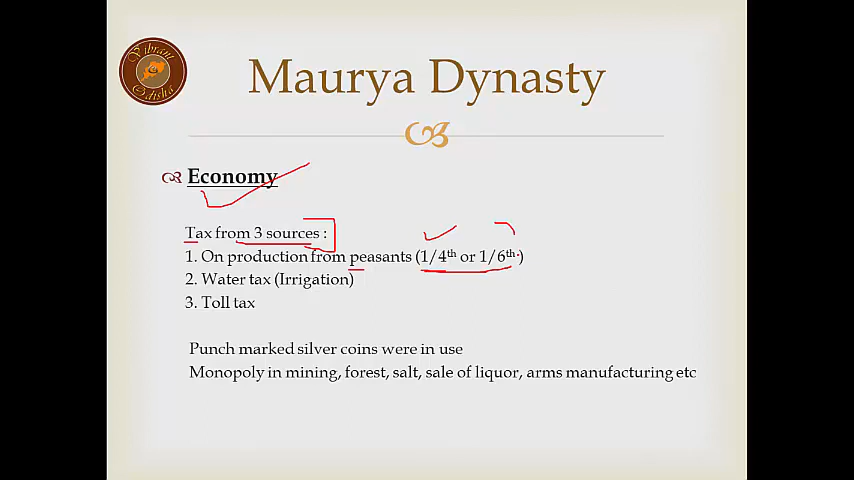 Vibrant
Odisha
Maurya Dynasty
Economy
Tax from 3 sources :
1. On production from peasants (1/4th or 1/6th )
2. Water tax (Irrigation)
3. Toll tax
Punch marked silver coins were in use
Monopoly in mining, forest, salt, sale of liquor, arms manufacturing etc